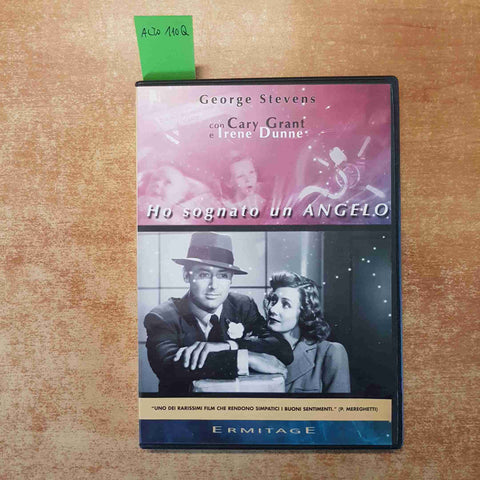 ALTO 110Q
George Stevens
con Cary Grant
e Irene Dunne
Ho sognato un ANGELO
"UNO DEI RARISSIMI FILM CHE RENDONO SIMPATICI I BUONI SENTIMENTI." (P. MEREGHETTI)
ERMITAGE